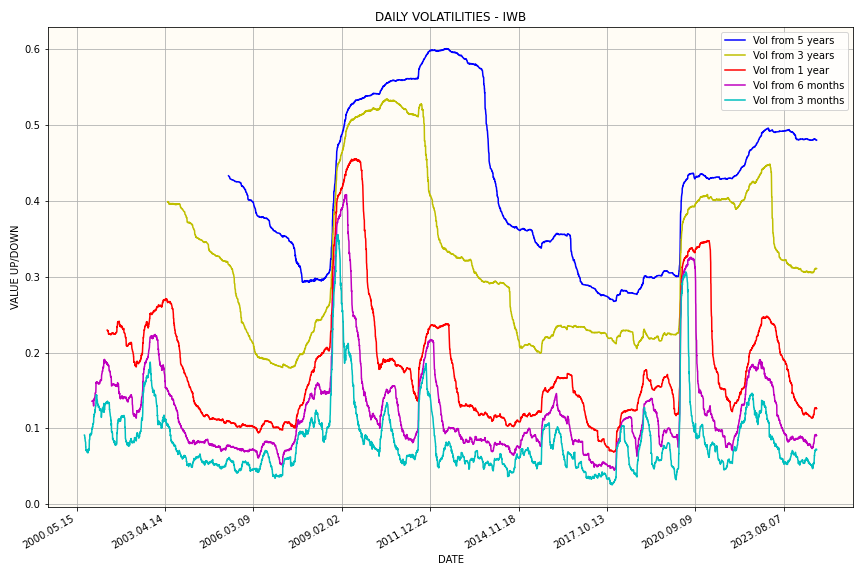 DAILY VOLATILITIES - IWB
Vol from 5 years
Vol from 3 years
Vol from 1 year
Vol from 6 months
Vol from 3 months
VALUE UP/DOWN
0.6
0.5
0.4
0.3
0.2
0.1
0.0
2000.05.15
2003.04.14
2006.03.09
2009.02.02
2011.12.22
2014.11.18
2017.10.13
2020.09.09
2023.08.07
DATE